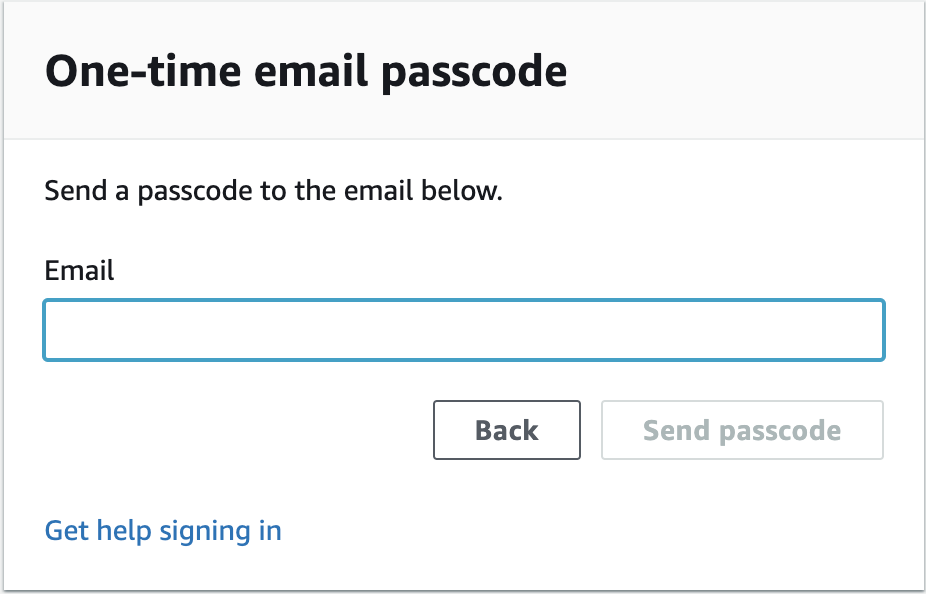 One-time email passcode
Send a passcode to the email below.
Email
Back
Send passcode
Get help signing in